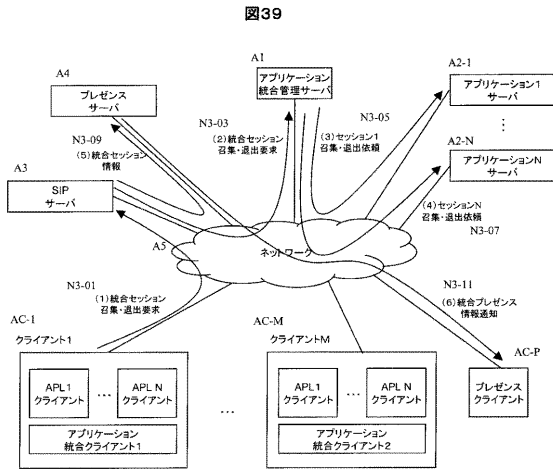 図39
A4
プレゼンス
サーバ
A1
アプリケーション
統合管理サーバ
A2-1
アプリケーション1
サーバ
⋮
A2-N
アプリケーションN
サーバ
N3-09
(5)統合セッション
情報
N3-03
(2)統合セッション
召集・退出要求
N3-05
(3)セッション1
召集・退出依頼
A3
SIP
サーバ
(4)セッションN
召集・退出依頼
N3-07
A5
ネットワーク
N3-01
(1)統合セッション
召集・退出要求
N3-11
(6)統合プレゼンス
情報通知
AC-1
クライアント1
APL1
クライアント
…
APL N
クライアント
アプリケーション
統合クライアント1
…
AC-M
クライアントM
APL1
クライアント
…
APL N
クライアント
アプリケーション
統合クライアント2
AC-P
プレゼンス
クライアント